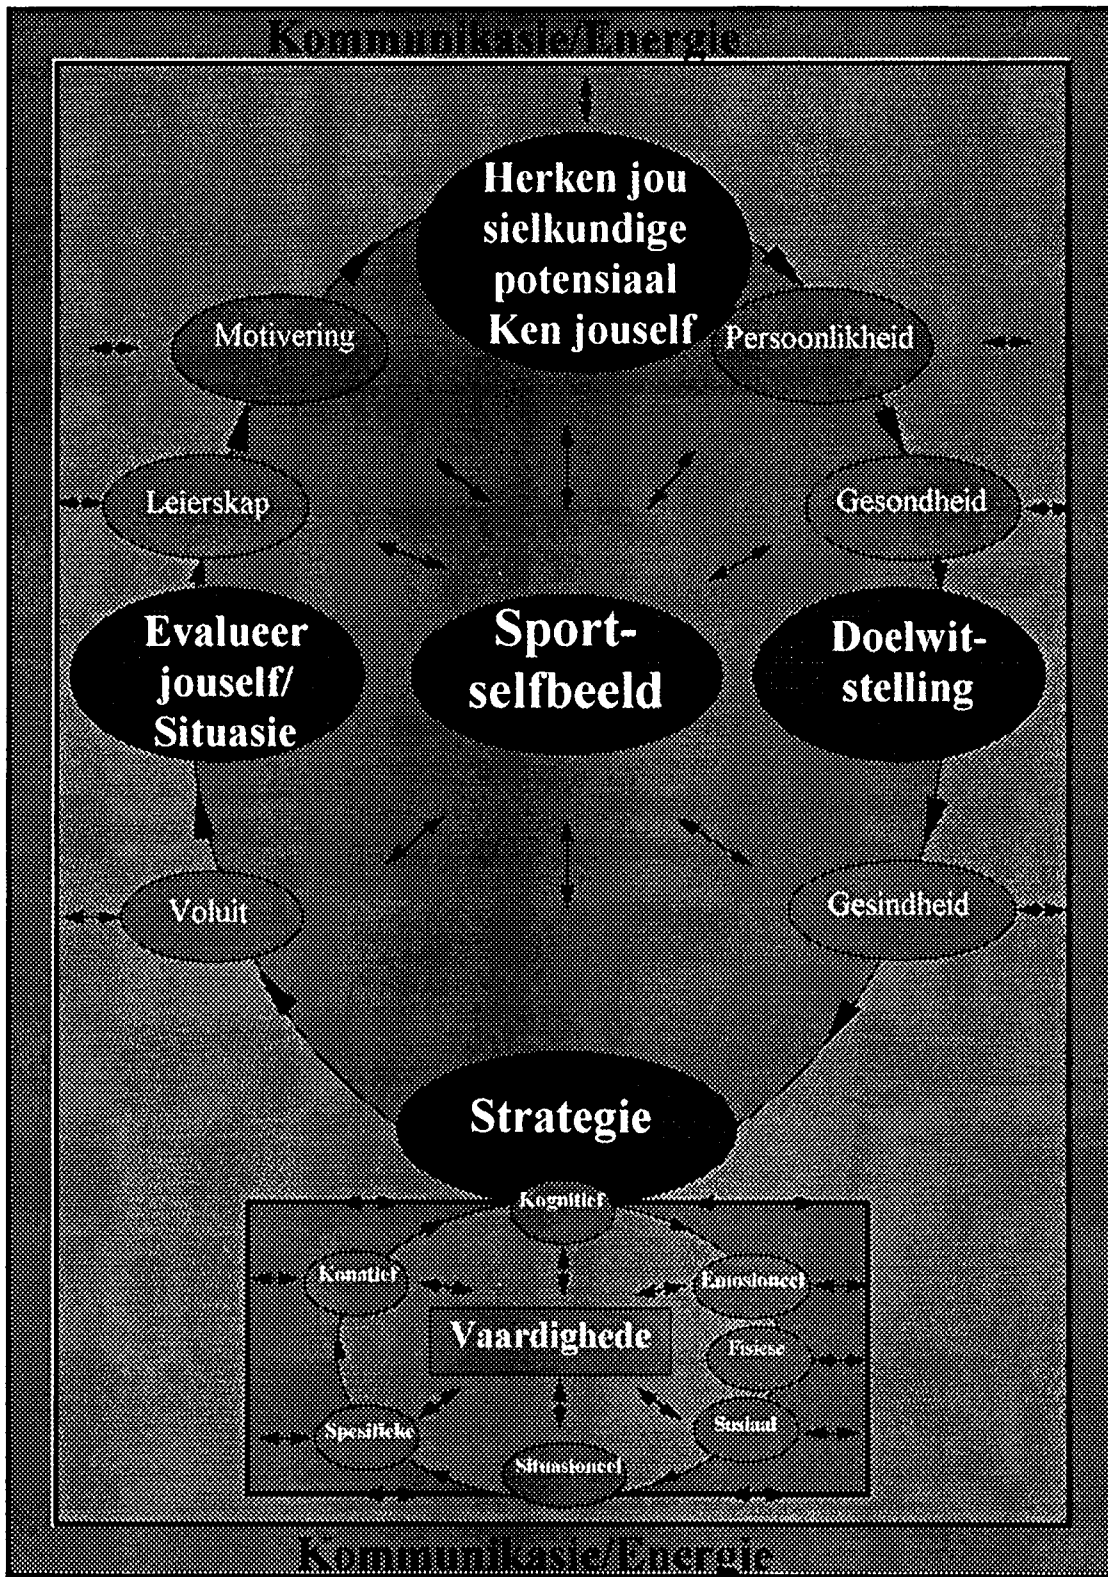 Kommunikasie/Energie
Herken jou
sielkundige
potensiaal
Ken jouself
Motivering
Persoonlikheid
Leierskap
Gesondheid
Evalueer
jouself/
Situasie
Sport-
selfbeeld
Doelwit-
stelling
Voluit
Gesindheid
Strategie
Kognitief
Konatief
Emosioneel
Vaardighede
Fisiese
Spesifieke
Sosiaal
Situasioneel
Kommunikasie/Energie